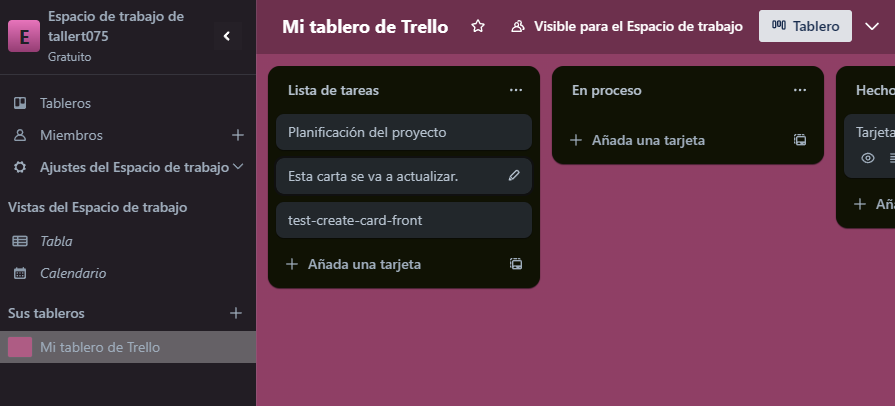 E
Espacio de trabajo de
tallert075
Gratuito
Tableros
Miembros
Ajustes del Espacio de trabajo
Vistas del Espacio de trabajo
Tabla
Calendario
Sus tableros
Mi tablero de Trello
Mi tablero de Trello
Visible para el Espacio de trabajo
Tablero
Lista de tareas
Planificación del proyecto
Esta carta se va a actualizar.
test-create-card-front
Añada una tarjeta
En proceso
Añada una tarjeta
Hecho
Tarjeta